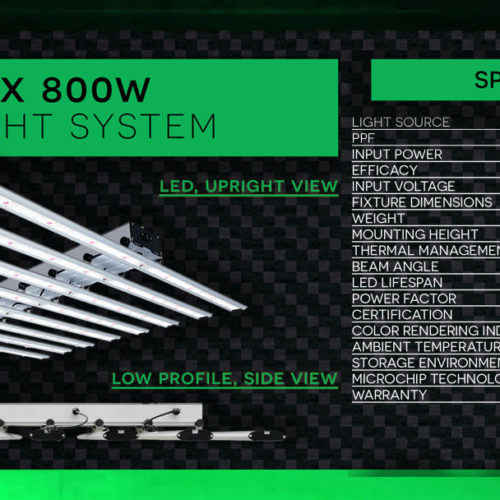 X 800W
HT SYSTEM
LED, UPRIGHT VIEW
LOW PROFILE, SIDE VIEW
SP
LIGHT SOURCE
PPF
INPUT POWER
EFFICACY
INPUT VOLTAGE
FIXTURE DIMENSIONS
WEIGHT
MOUNTING HEIGHT
THERMAL MANAGEMEN
BEAM ANGLE
LED LIFESPAN
POWER FACTOR
CERTIFICATION
COLOR RENDERING IND
AMBIENT TEMPERATUR
STORAGE ENVIRONMEN
MICROCHIP TECHNOLO
WARRANTY